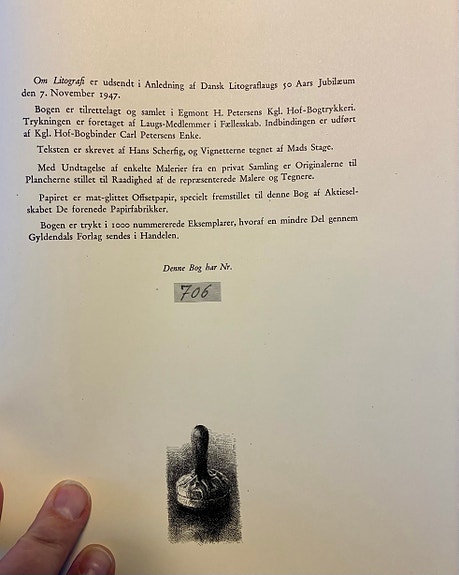 Om Litografi er udsendt i Anledning af Dansk Litograflaugs 50 Aars Jubilæum
den 7. November 1947.
Bogen er tilrettelagt og samlet i Egmont H. Petersens Kgl. Hof-Bogtrykkeri.
Trykningen er foretaget af Laugs-Medlemmer i Fællesskab. Indbindingen er udført
af Kgl. Hof-Bogbinder Carl Petersens Enke.
Teksten er skrevet af Hans Scherfig, og Vignetterne tegnet af Mads Stage.
Med Undtagelse af enkelte Malerier fra en privat Samling er Originalerne til
Plancherne stillet til Raadighed af de repræsenterede Malere og Tegnere.
Papiret er mat-glittet Offsetpapir, specielt fremstillet til denne Bog af Aktiesel-
skabet De forenede Papirfabrikker.
Bogen er trykt i 1000 nummererede Eksemplarer, hvoraf en mindre Del gennem
Gyldendals Forlag sendes i Handelen.
Denne Bog har Nr.
706